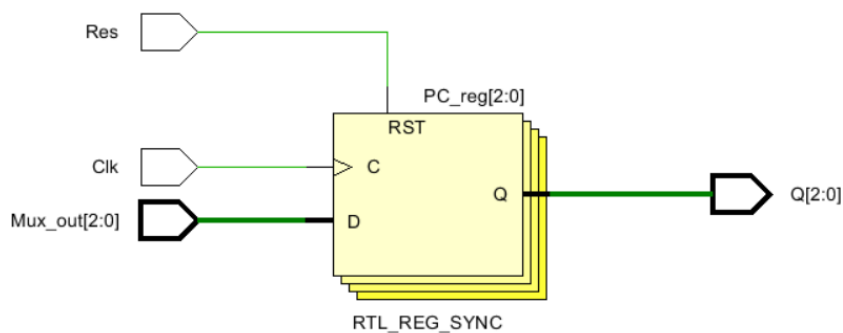 Res
PC_reg[2:0]
RST
Clk
C
Q
Q[2:0]
Mux_out[2:0]
D
RTL_REG_SYNC